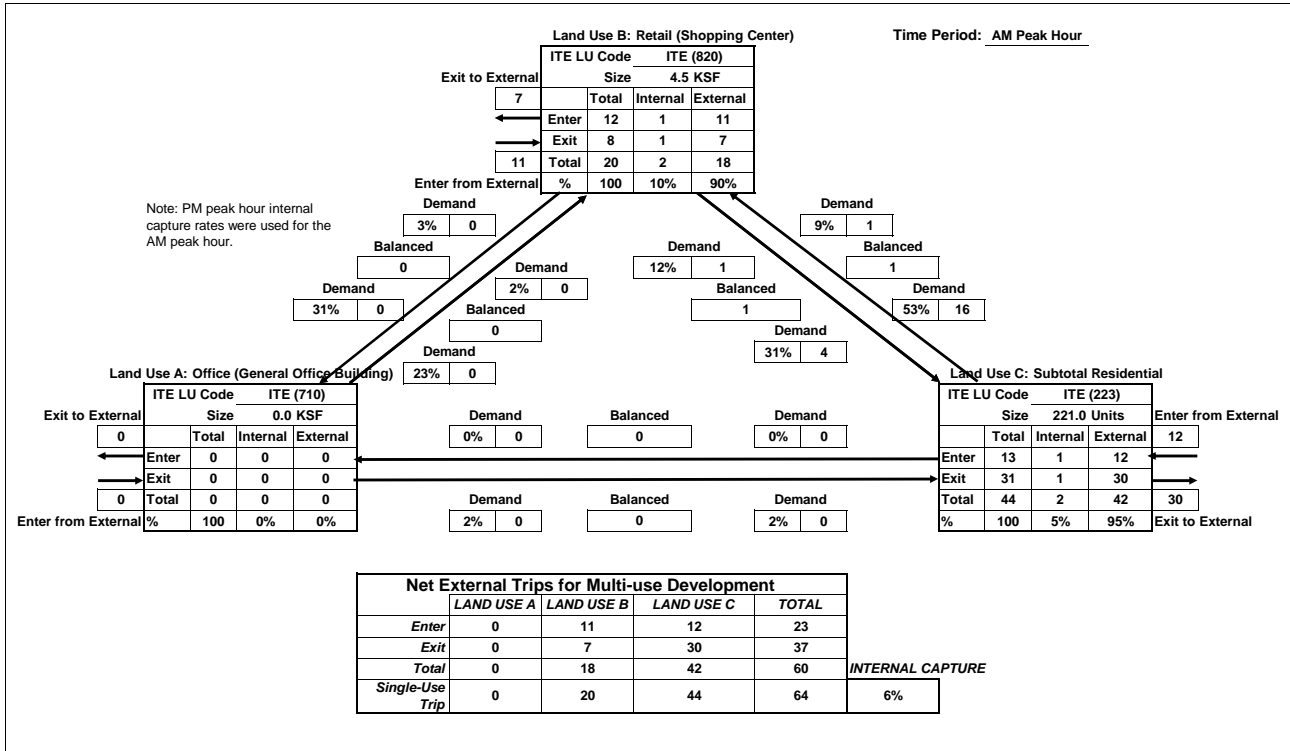 Land Use B: Retail (Shopping Center)
Time Period: AM Peak Hour
ITE LU Code ITE (820)
Exit to External Size 4.5 KSF
7 Total Internal External
Enter 12 1 11
Exit 8 1 7
11 Total 20 2 18
Enter from External % 100 10% 90%
Note: PM peak hour internal
capture rates were used for the
AM peak hour.
Demand
3% 0
Balanced
0
Demand
31% 0
Demand
2% 0
Balanced
0
Demand
23% 0
Demand
12% 1
Balanced
1
Demand
31% 4
Demand
9% 1
Balanced
1
Demand
53% 16
Land Use A: Office (General Office Building)
ITE LU Code ITE (710)
Exit to External Size 0.0 KSF
0 Total Internal External
Enter 0 0 0
Exit 0 0 0
0 Total 0 0 0
Enter from External % 100 0% 0%
Demand Balanced Demand
0% 0 0 0% 0
Demand Balanced Demand
2% 0 0 2% 0
Land Use C: Subtotal Residential
ITE LU Code ITE (223)
Size 221.0 Units Enter from External
Total Internal External 12
Enter 13 1 12
Exit 31 1 30
Total 44 2 42 30
% 100 5% 95% Exit to External
Net External Trips for Multi-use Development
LAND USE A LAND USE B LAND USE C TOTAL
Enter 0 11 12 23
Exit 0 7 30 37
Total 0 18 42 60 INTERNAL CAPTURE
Single-Use
Trip 0 20 44 64 6%